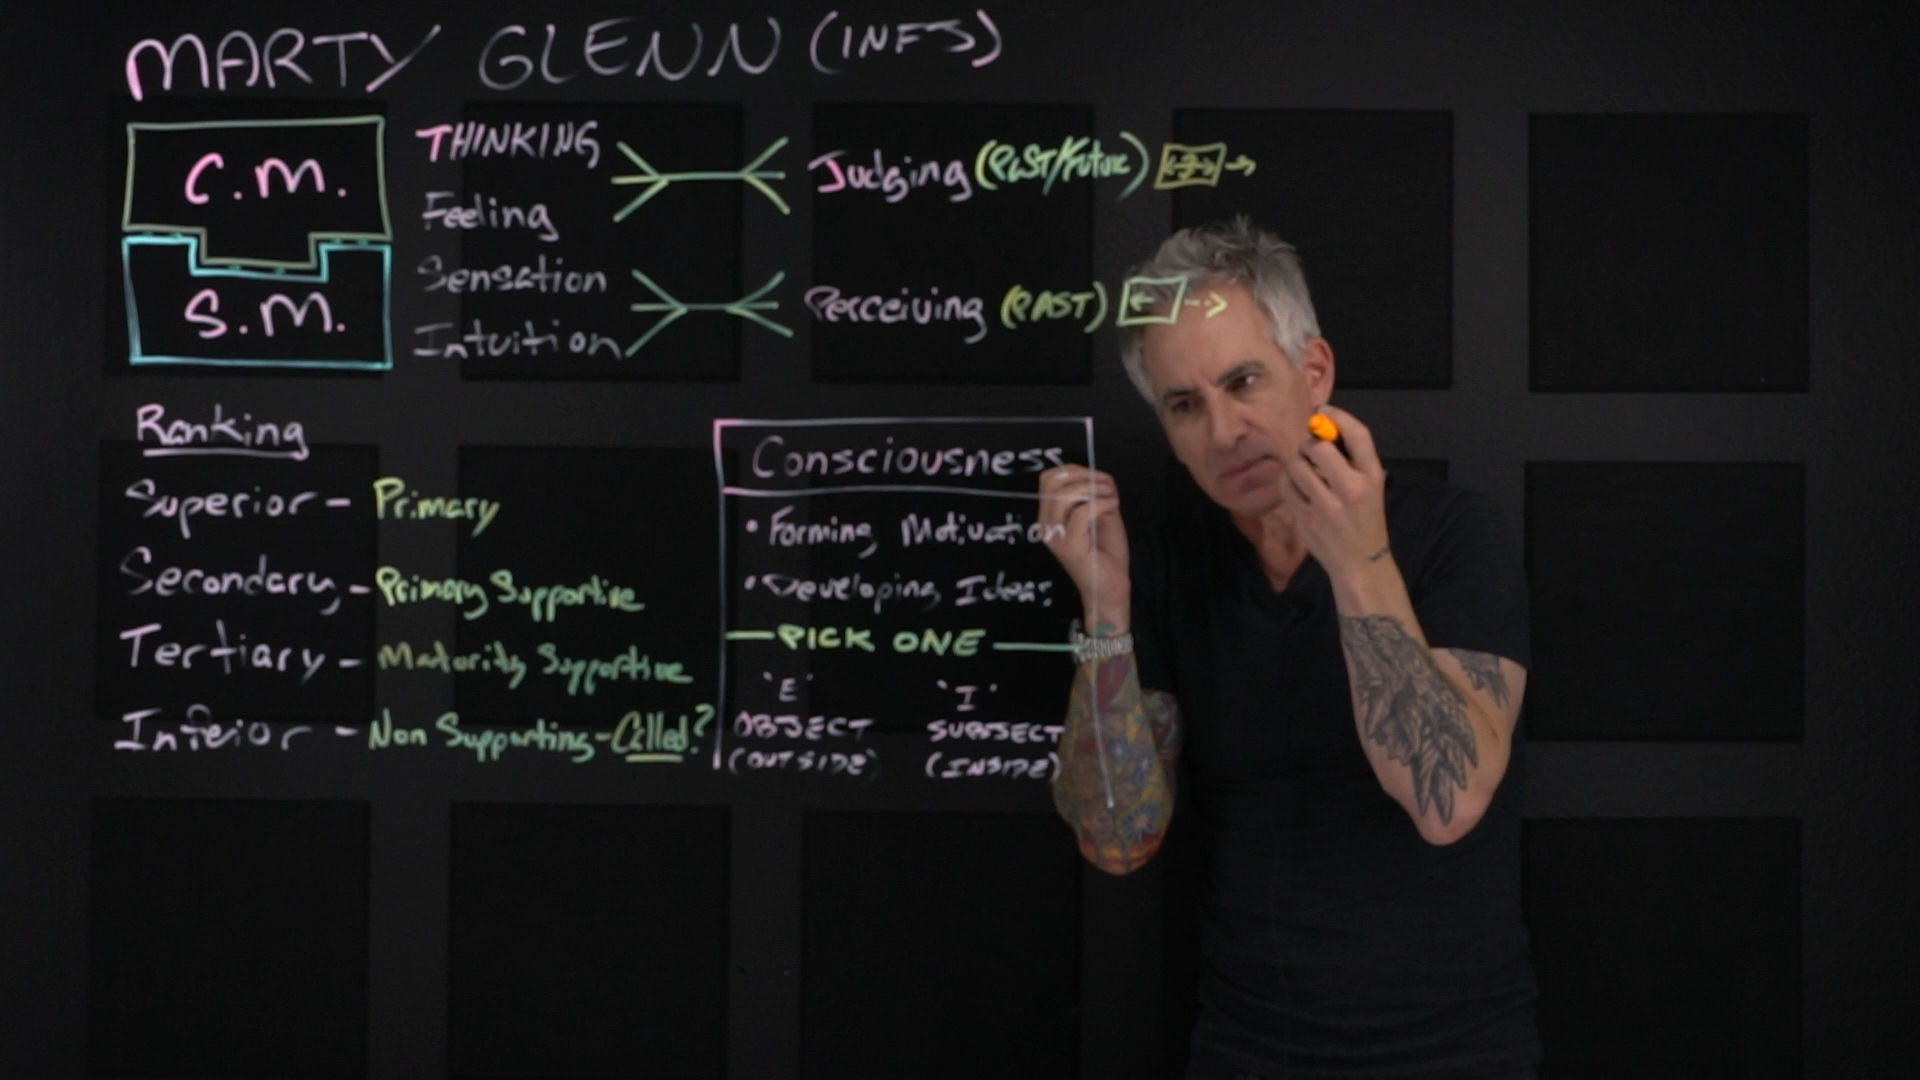 MARTY GLENN (INFJ)
C.M.
S.M.
THINKING
Feeling
Sensation
Intuition
Judging (PAST/Future)
Perceiving (PAST)
Ranking
Superior - Primary
Secondary - Primary Supportive
Tertiary - Maturity Supportive
Inferior - Non Supporting - Called?
Consciousness
• Forming Motivation
• Developing Ideas
PICK ONE
'E' 'I'
OBJECT SUBJECT
(OUTSIDE) (INSIDE)